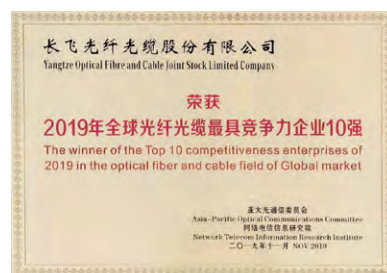 长飞光纤光缆股份有限公司
Yangtze Optical Fibre and Cable Joint Stock Limited Company
荣获
2019年全球光纤光缆最具竞争力企业10强
The winner of the Top 10 competitiveness enterprises of
2019 in the optical fiber and cable field of Global market
亚太光通信委员会
Asia-Pacific Optical Communications Committee
网络电信信息研究院
Network Telecom Information Research Institute
二〇一九年十一月 NOV 2019